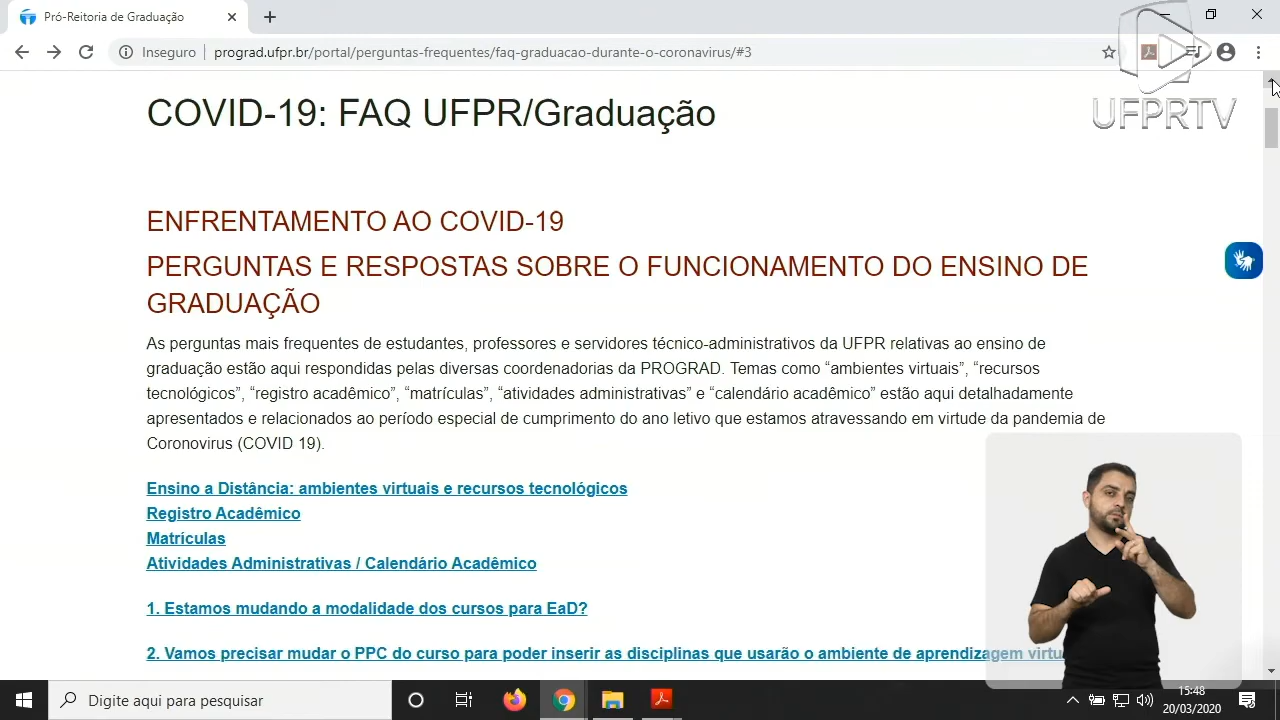 Pró-Reitoria de Graduação
Inseguro
prograd.ufpr.br/portal/perguntas-frequentes/faq-graduacao-durante-o-coronavirus/#3
UFPRTV
COVID-19: FAQ UFPR/Graduação
ENFRENTAMENTO AO COVID-19
PERGUNTAS E RESPOSTAS SOBRE O FUNCIONAMENTO DO ENSINO DE
GRADUAÇÃO
As perguntas mais frequentes de estudantes, professores e servidores técnico-administrativos da UFPR relativas ao ensino de
graduação estão aqui respondidas pelas diversas coordenadorias da PROGRAD. Temas como “ambientes virtuais”, “recursos
tecnológicos”, “registro acadêmico”, “matrículas”, “atividades administrativas” e “calendário acadêmico” estão aqui detalhadamente
apresentados e relacionados ao período especial de cumprimento do ano letivo que estamos atravessando em virtude da pandemia de
Coronovirus (COVID 19).
Ensino a Distância: ambientes virtuais e recursos tecnológicos
Registro Acadêmico
Matrículas
Atividades Administrativas / Calendário Acadêmico
1. Estamos mudando a modalidade dos cursos para EaD?
2. Vamos precisar mudar o PPC do curso para poder inserir as disciplinas que usarão o ambiente de aprendizagem virtu
Digite aqui para pesquisar
15:48
20/03/2020